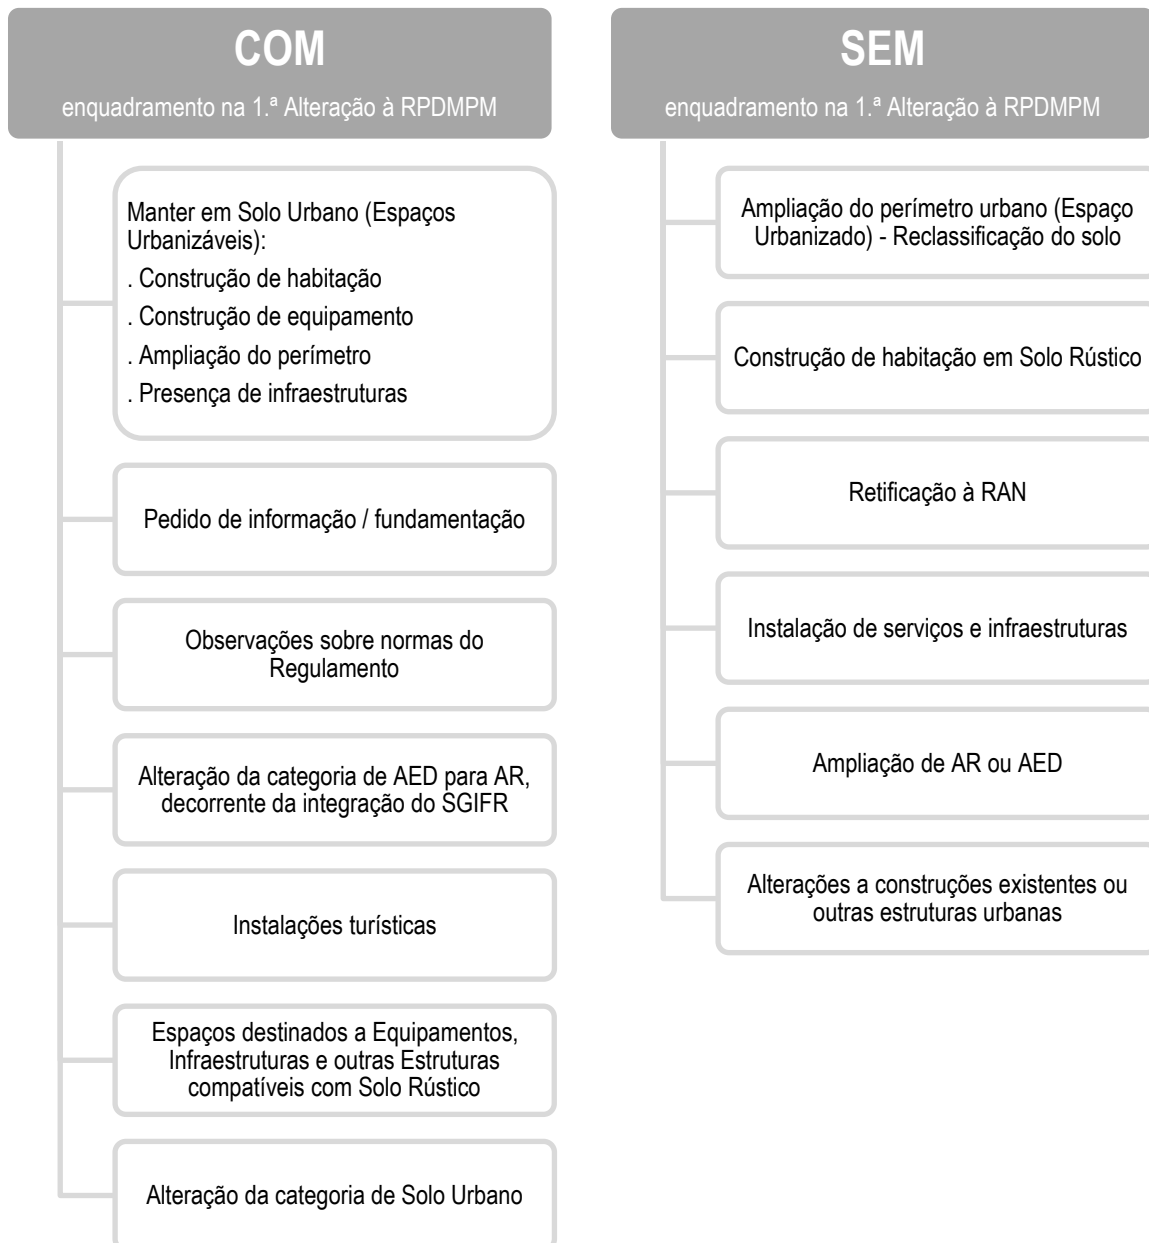 COM
enquadramento na 1.ª Alteração à RPDMPM
Manter em Solo Urbano (Espaços
Urbanizáveis):
. Construção de habitação
. Construção de equipamento
. Ampliação do perímetro
. Presença de infraestruturas
Pedido de informação / fundamentação
Observações sobre normas do
Regulamento
Alteração da categoria de AED para AR,
decorrente da integração do SGIFR
Instalações turísticas
Espaços destinados a Equipamentos,
Infraestruturas e outras Estruturas
compatíveis com Solo Rústico
Alteração da categoria de Solo Urbano
SEM
enquadramento na 1.ª Alteração à RPDMPM
Ampliação do perímetro urbano (Espaço
Urbanizado) - Reclassificação do solo
Construção de habitação em Solo Rústico
Retificação à RAN
Instalação de serviços e infraestruturas
Ampliação de AR ou AED
Alterações a construções existentes ou
outras estruturas urbanas